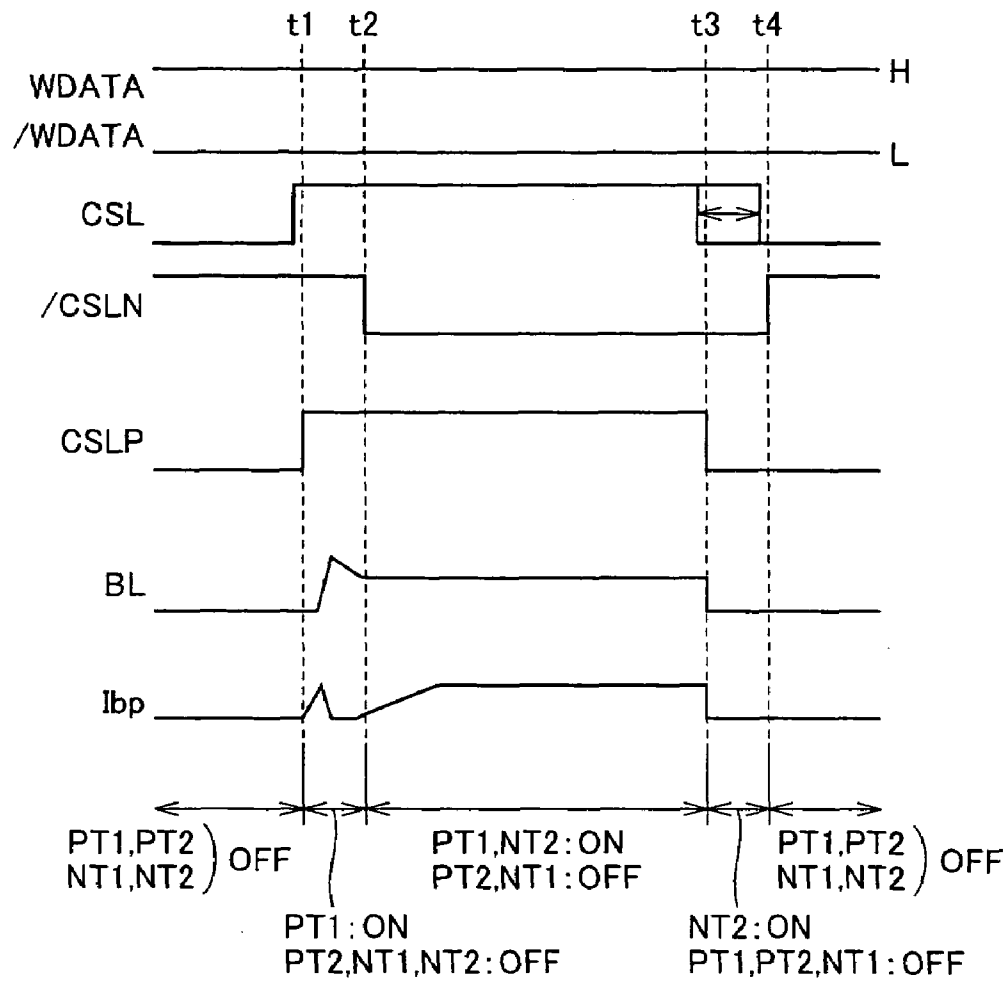 t1 t2 t3 t4
WDATA H
/WDATA L
CSL
/CSLN
CSLP
BL
Ibp
PT1,PT2
NT1,NT2 ) OFF
PT1,NT2:ON
PT2,NT1:OFF
PT1,PT2
NT1,NT2 ) OFF
PT1:ON
PT2,NT1,NT2:OFF
NT2:ON
PT1,PT2,NT1:OFF